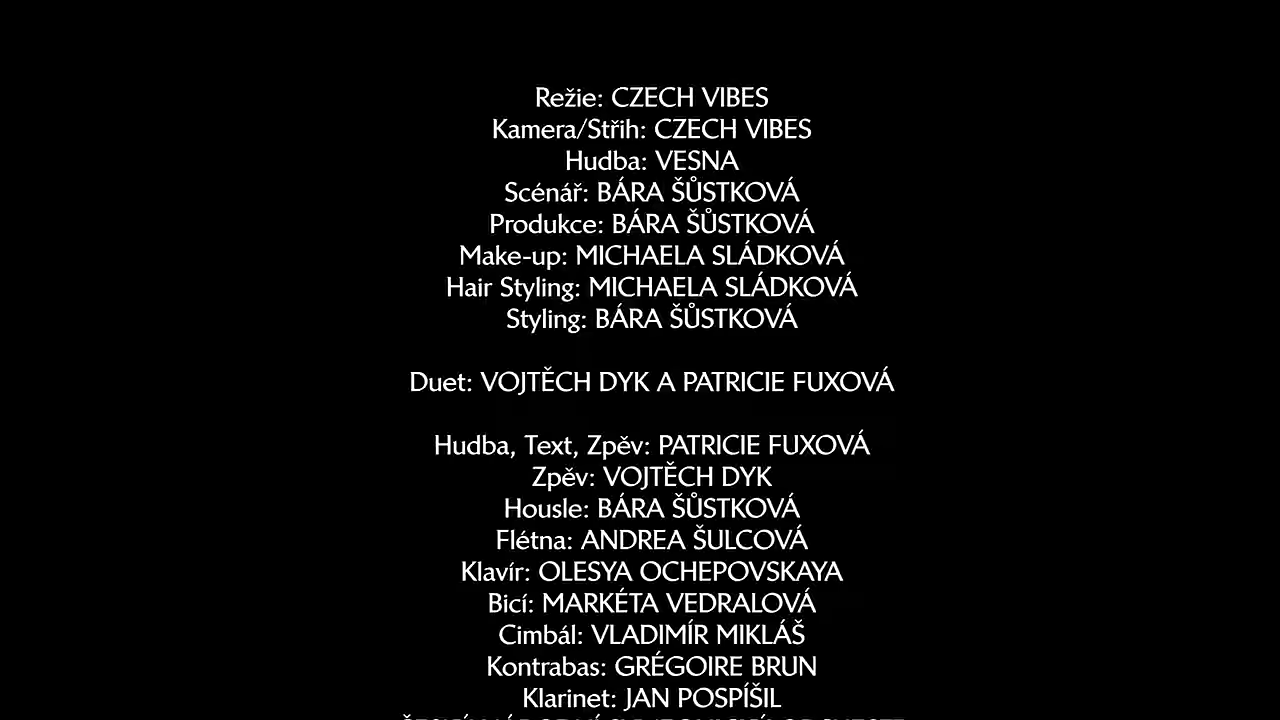 Režie: CZECH VIBES
Kamera/Střih: CZECH VIBES
Hudba: VESNA
Scénář: BÁRA ŠŮSTKOVÁ
Produkce: BÁRA ŠŮSTKOVÁ
Make-up: MICHAELA SLÁDKOVÁ
Hair Styling: MICHAELA SLÁDKOVÁ
Styling: BÁRA ŠŮSTKOVÁ
Duet: VOJTĚCH DYK A PATRICIE FUXOVÁ
Hudba, Text, Zpěv: PATRICIE FUXOVÁ
Zpěv: VOJTĚCH DYK
Housle: BÁRA ŠŮSTKOVÁ
Flétna: ANDREA ŠULCOVÁ
Klavír: OLESYA OCHEPOVSKAYA
Bicí: MARKÉTA VEDRALOVÁ
Cimbál: VLADIMÍR MIKLÁŠ
Kontrabas: GRÉGOIRE BRUN
Klarinet: JAN POSPÍŠIL